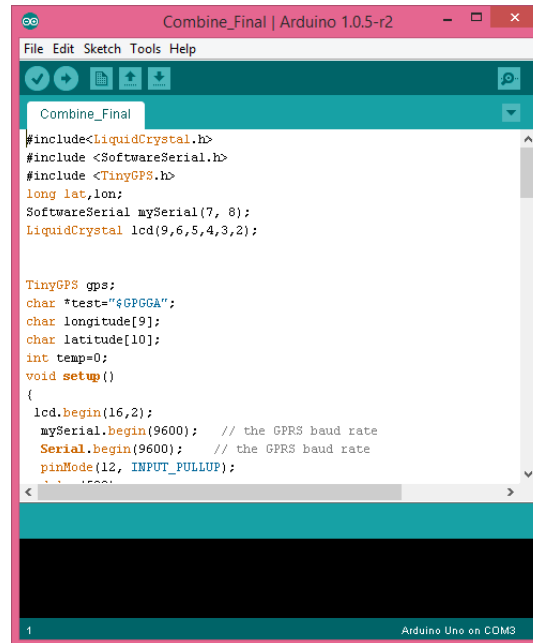 Combine_Final | Arduino 1.0.5-r2
File Edit Sketch Tools Help
Combine_Final
#include<LiquidCrystal.h>
#include <SoftwareSerial.h>
#include <TinyGPS.h>
long lat,lon;
SoftwareSerial mySerial(7, 8);
LiquidCrystal lcd(9,6,5,4,3,2);
TinyGPS gps;
char *test="$GPGGA";
char longitude[9];
char latitude[10];
int temp=0;
void setup()
{
lcd.begin(16,2);
mySerial.begin(9600);   // the GPRS baud rate
Serial.begin(9600);   // the GPRS baud rate
pinMode(12, INPUT_PULLUP);
1
Arduino Uno on COM3